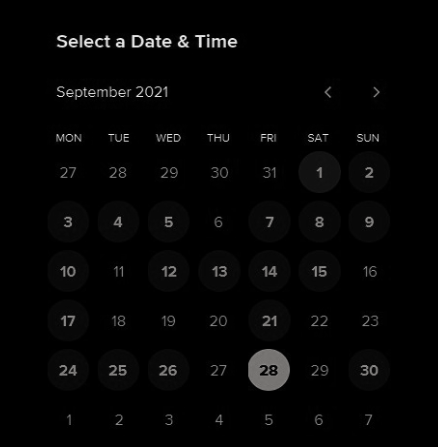 Select a Date & Time
September 2021
MON TUE WED THU FRI SAT SUN
27 28 29 30 31 1 2
3 4 5 6 7 8 9
10 11 12 13 14 15 16
17 18 19 20 21 22 23
24 25 26 27 28 29 30
1 2 3 4 5 6 7